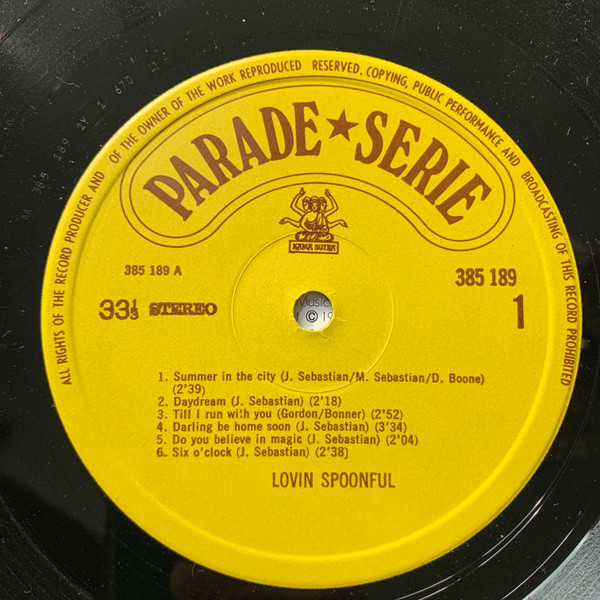 ALL RIGHTS OF THE RECORD PRODUCER AND OF THE OWNER OF THE WORK REPRODUCED RESERVED. COPYING, PUBLIC PERFORMANCE AND BROADCASTING OF THIS RECORD PROHIBITED
PARADE★SERIE
KAMA SUTRA
385 189 A
385 189
33⅓ STEREO
1
Music
©
1. Summer in the city (J. Sebastian/M. Sebastian/D. Boone)
(2'39)
2. Daydream (J. Sebastian) (2'18)
3. Till I run with you (Gordon/Bonner) (2'52)
4. Darling be home soon (J. Sebastian) (3'34)
5. Do you believe in magic (J. Sebastian) (2'04)
6. Six o'clock (J. Sebastian) (2'38)
LOVIN SPOONFUL